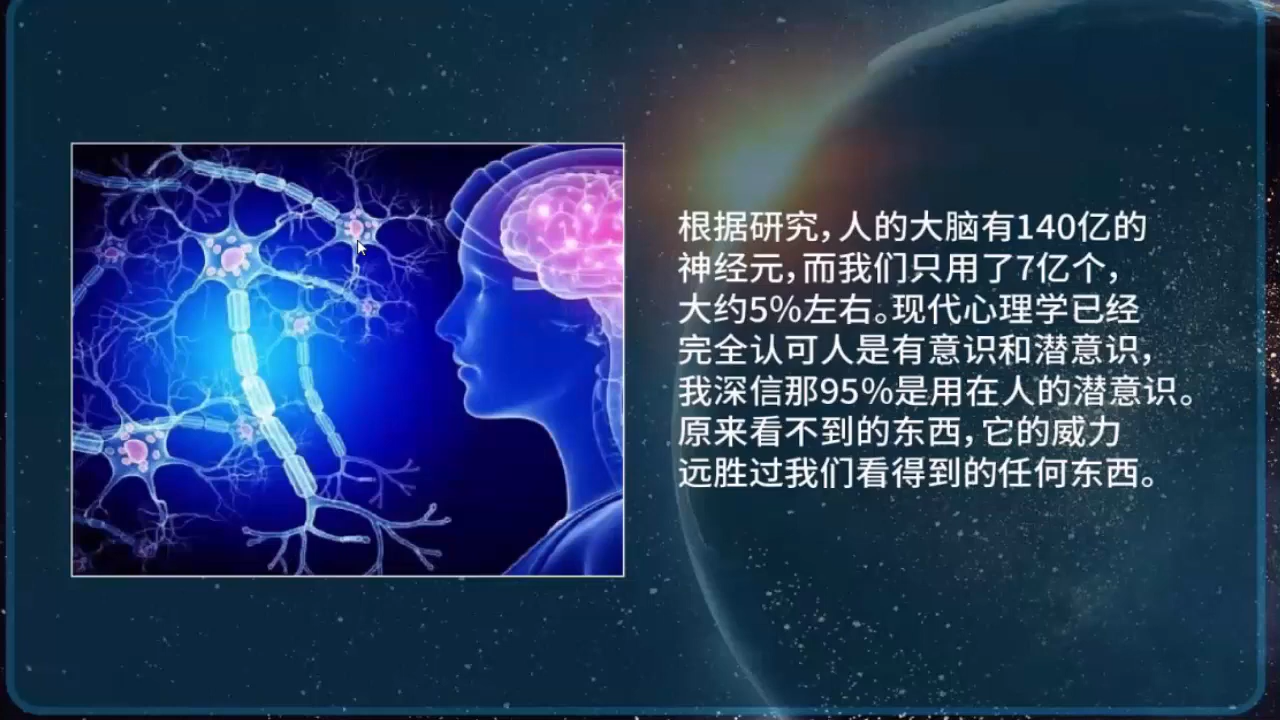 根据研究，人的大脑有140亿的
神经元，而我们只用了7亿个，
大约5%左右。现代心理学已经
完全认可人是有意识和潜意识，
我深信那95%是用在人的潜意识。
原来看不到的东西，它的威力
远胜过我们看得到的任何东西。